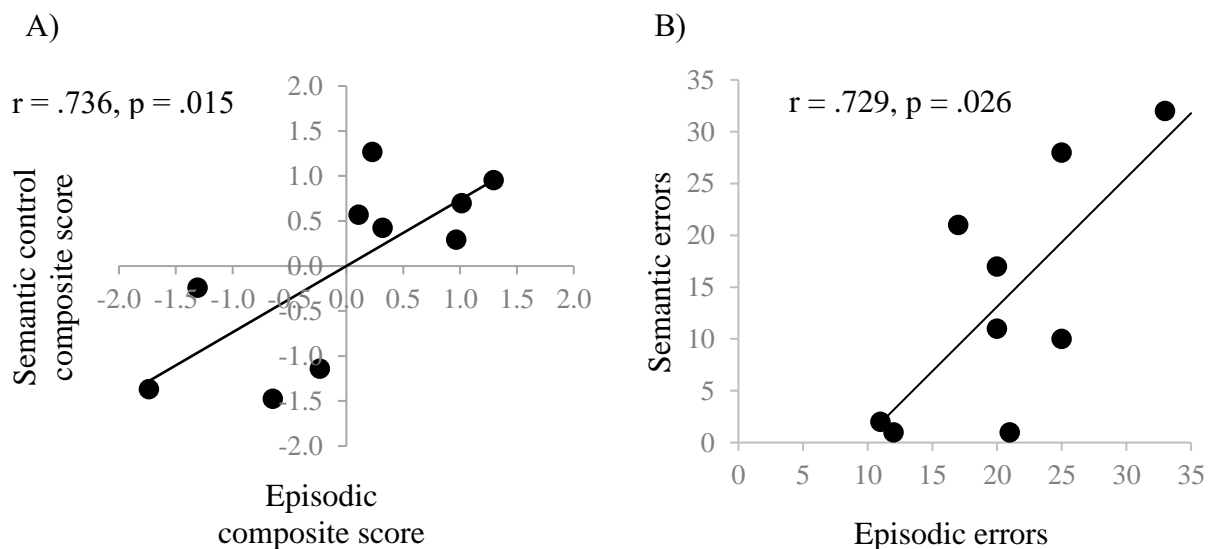 A)
r = .736, p = .015
2.0
1.5
1.0
0.5
0.0
-0.5
-1.0
-1.5
-2.0
-2.0 -1.5 -1.0 -0.5 0.0 0.5 1.0 1.5 2.0
Semantic control
composite score
Episodic
composite score
B)
r = .729, p = .026
35
30
25
20
15
10
5
0
0 5 10 15 20 25 30 35
Semantic errors
Episodic errors